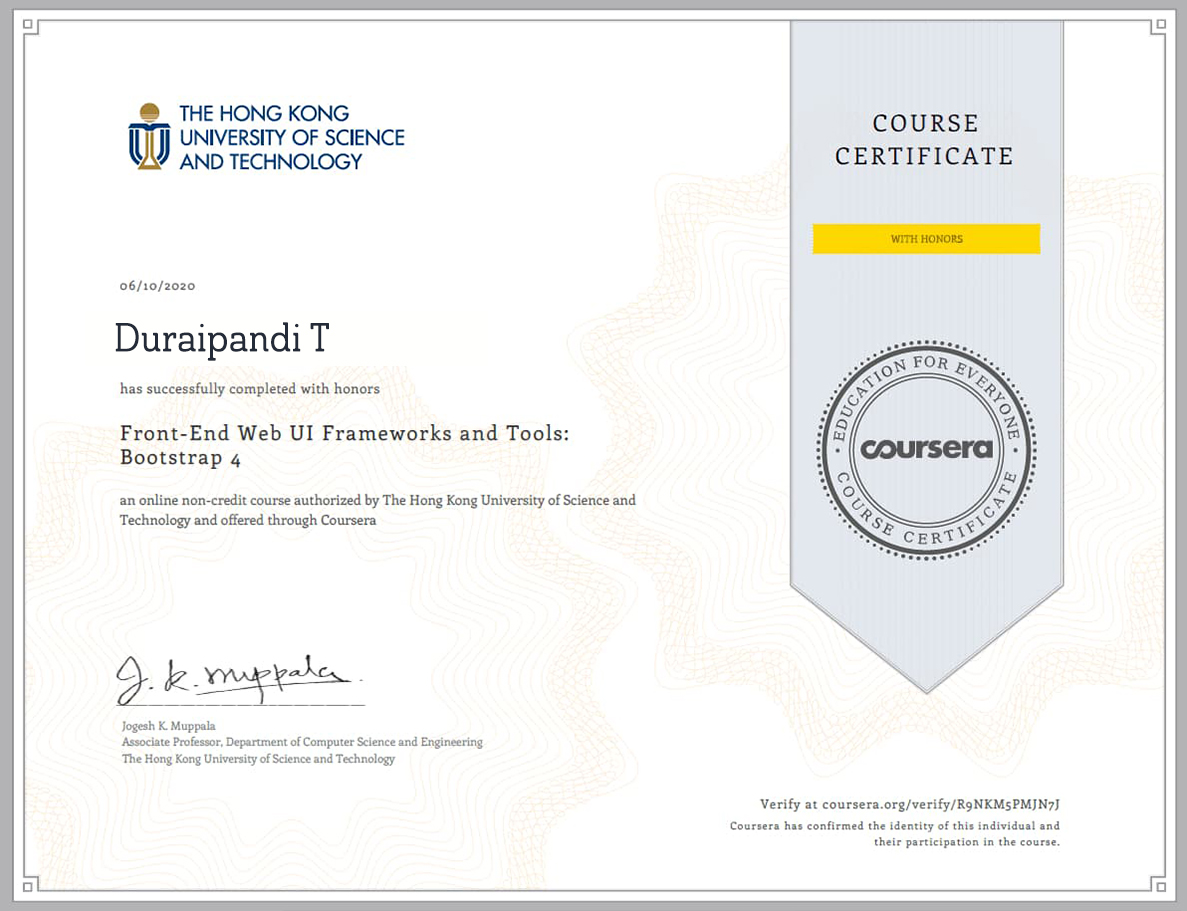 THE HONG KONG
UNIVERSITY OF SCIENCE
AND TECHNOLOGY
COURSE
CERTIFICATE
WITH HONORS
06/10/2020
Duraipandi T
has successfully completed with honors
Front-End Web UI Frameworks and Tools:
Bootstrap 4
an online non-credit course authorized by The Hong Kong University of Science and
Technology and offered through Coursera
EDUCATION FOR EVERYONE
coursera
COURSE CERTIFICATE
J. K. Muppala
Jogesh K. Muppala
Associate Professor, Department of Computer Science and Engineering
The Hong Kong University of Science and Technology
Verify at coursera.org/verify/R9NKM5PMJN7J
Coursera has confirmed the identity of this individual and
their participation in the course.